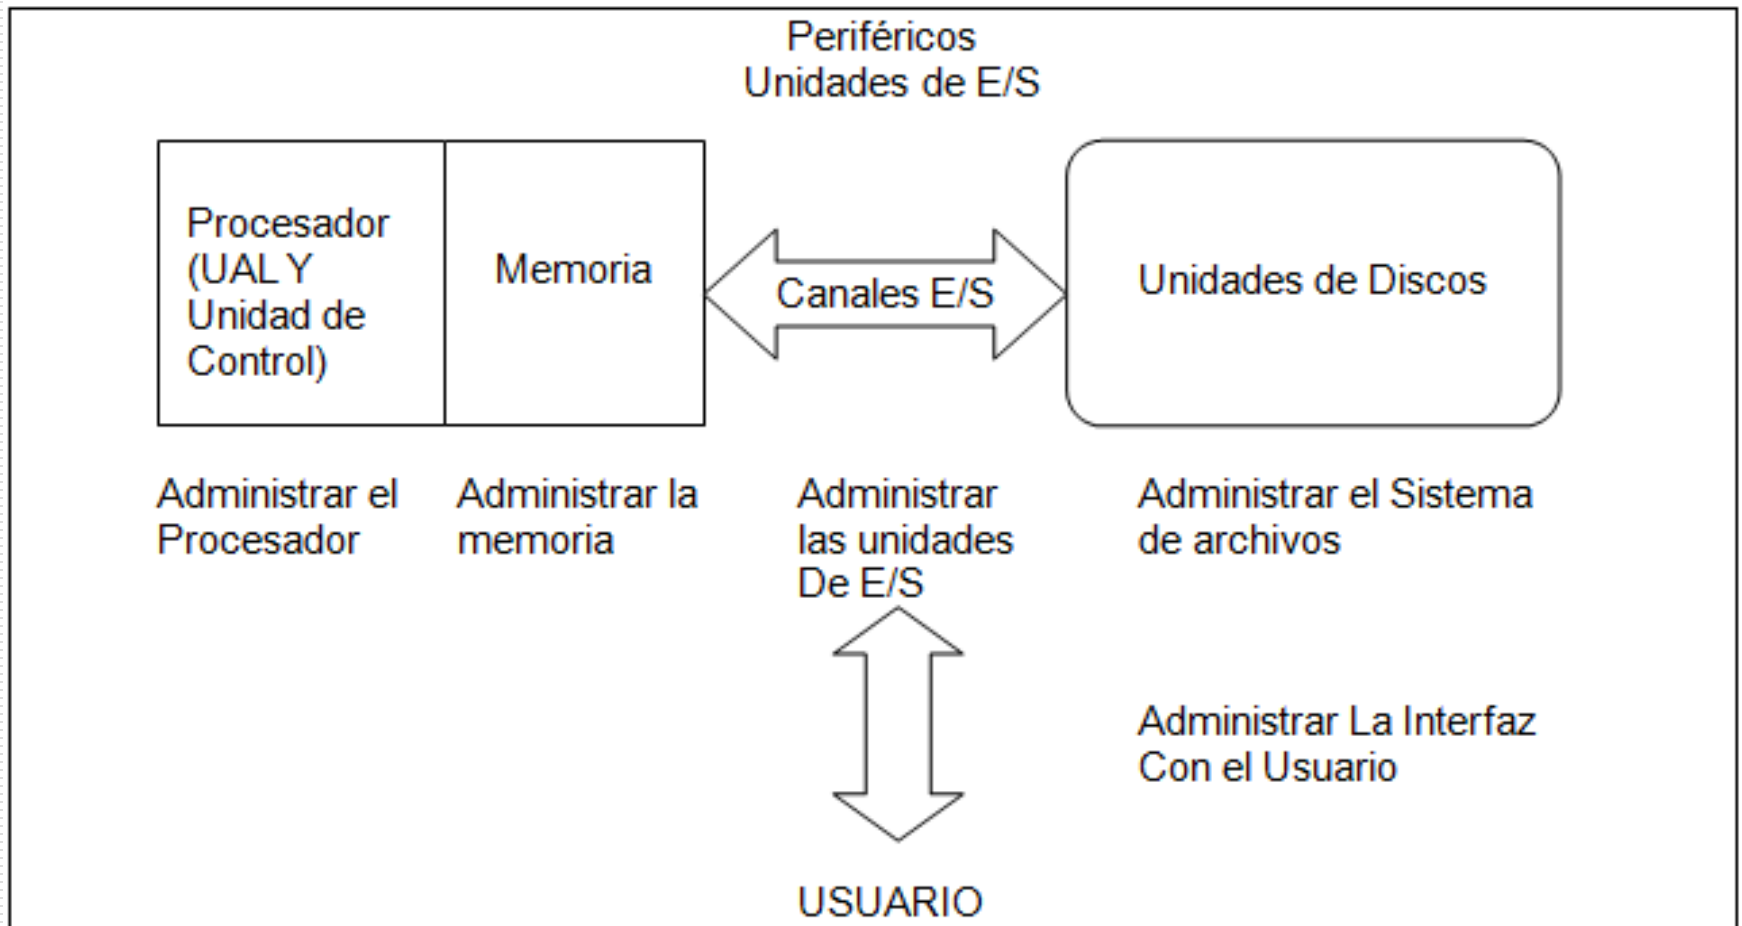 Periféricos
Unidades de E/S
Procesador
(UAL Y
Unidad de
Control)
Memoria
Canales E/S
Unidades de Discos
Administrar el
Procesador
Administrar la
memoria
Administrar
las unidades
De E/S
Administrar el Sistema
de archivos
Administrar La Interfaz
Con el Usuario
USUARIO